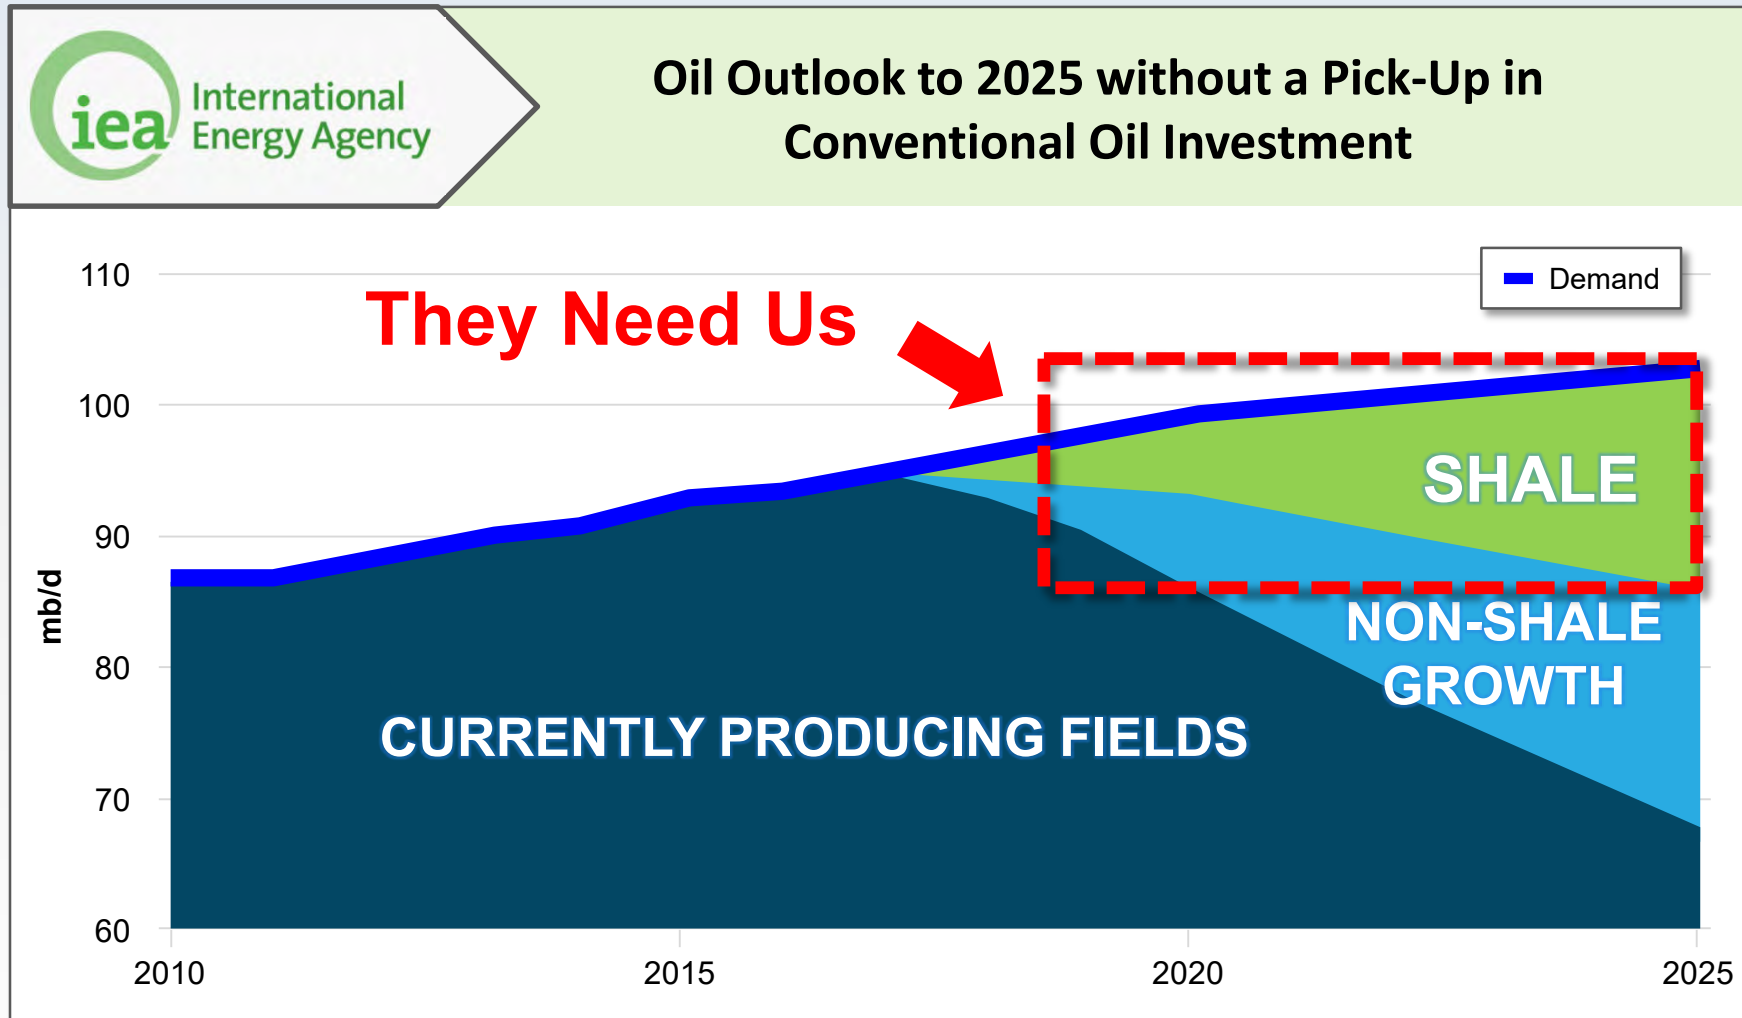 iea
International
Energy Agency
Oil Outlook to 2025 without a Pick-Up in
Conventional Oil Investment
110
Demand
They Need Us
100
SHALE
90
mb/d
NON-SHALE
GROWTH
80
CURRENTLY PRODUCING FIELDS
70
60
2010 2015 2020 2025